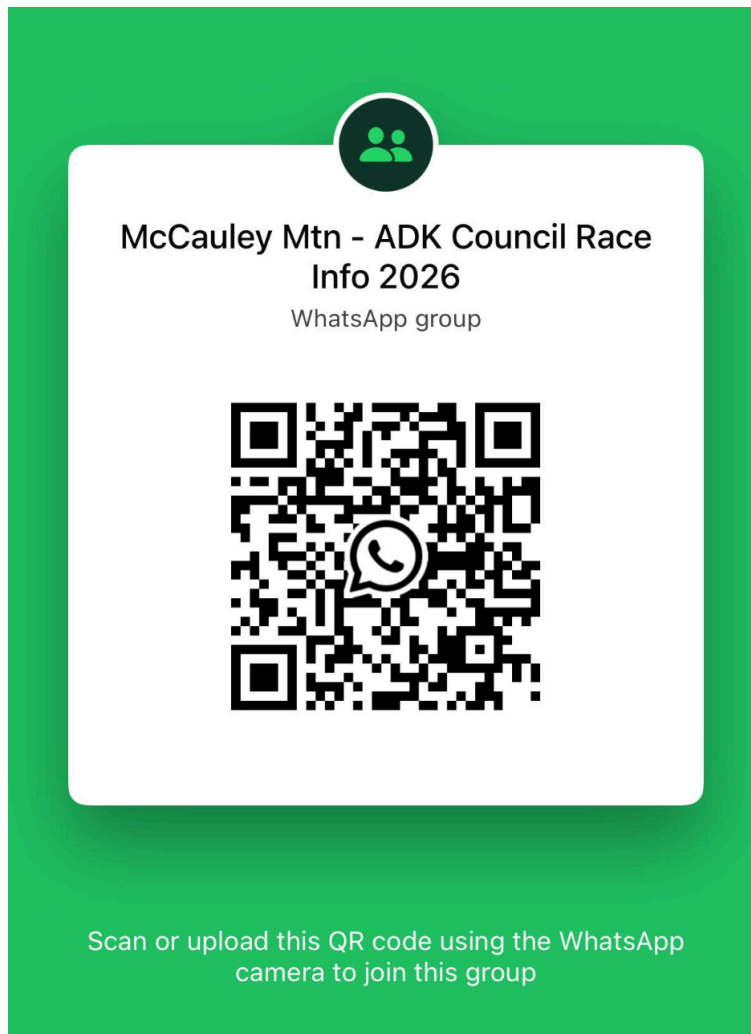 McCauley Mtn - ADK Council Race
Info 2026
WhatsApp group
Scan or upload this QR code using the WhatsApp
camera to join this group